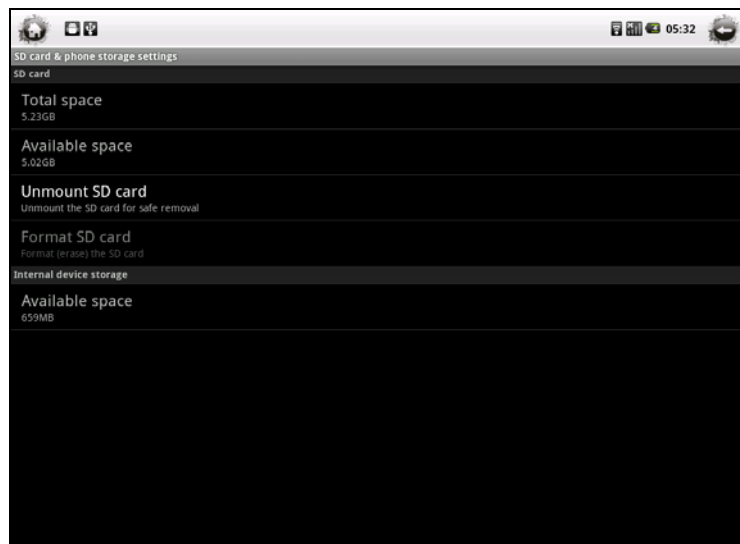 05:32
SD card & phone storage settings
SD card
Total space
5.23GB
Available space
5.02GB
Unmount SD card
Unmount the SD card for safe removal
Format SD card
Format (erase) the SD card
Internal device storage
Available space
659MB